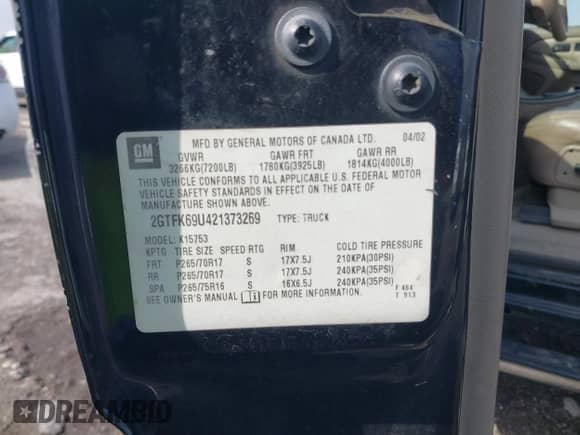 GM
MFD. BY GENERAL MOTORS OF CANADA LTD. 04/02
GVWR GAWR FRT GAWR RR
3266KG(7200LB) 1780KG(3925LB) 1814KG(4000LB)
THIS VEHICLE CONFORMS TO ALL APPLICABLE U.S. FEDERAL MOTOR
VEHICLE SAFETY STANDARDS IN EFFECT ON THE DATE OF
MANUFACTURE SHOWN ABOVE.
2GTFK69U421373269 TYPE: TRUCK
MODEL: K15753
KPTG TIRE SIZE SPEED RTG RIM COLD TIRE PRESSURE
FRT P265/70R17 S 17X7.5J 210KPA(30PSI)
RR P265/70R17 S 17X7.5J 240KPA(35PSI)
SPA P265/75R16 S 16X6.5J 240KPA(35PSI)
SEE OWNER'S MANUAL FOR MORE INFORMATION.
F 464
T 913
DREAMBID